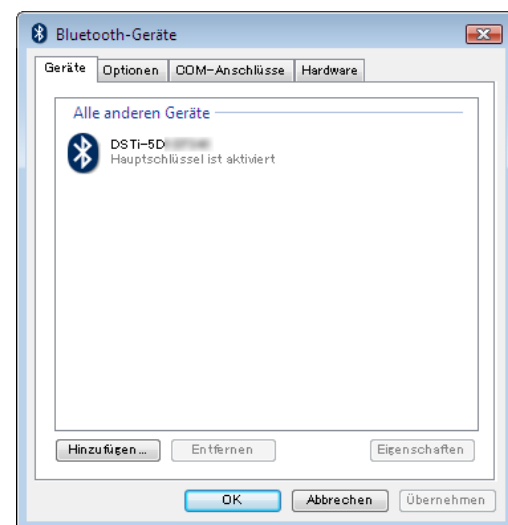 Bluetooth-Geräte
Geräte Optionen COM-Anschlüsse Hardware
Alle anderen Geräte
DSTi-5D
Hauptschlüssel ist aktiviert
Hinzufügen... Entfernen Eigenschaften
OK Abbrechen Übernehmen